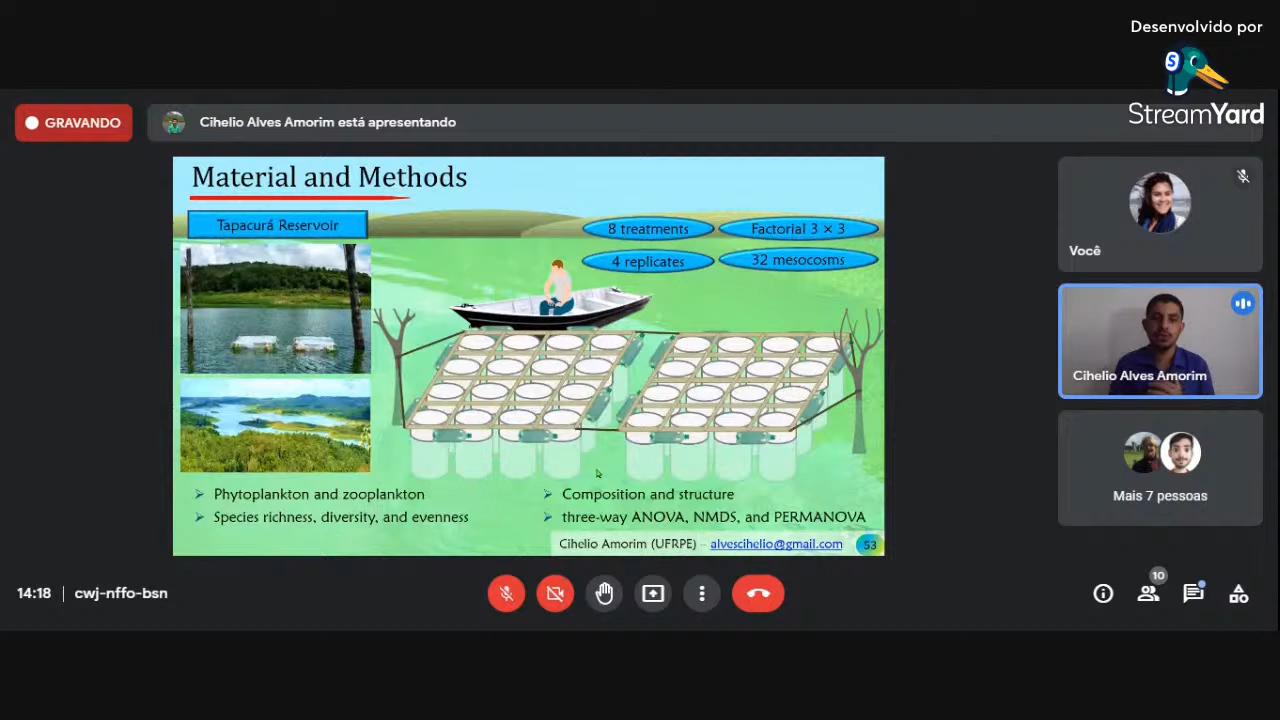 Desenvolvido por
S
StreamYard
GRAVANDO
Cihelio Alves Amorim está apresentando
Material and Methods
Tapacurá Reservoir
8 treatments
Factorial 3 × 3
4 replicates
32 mesocosms
Phytoplankton and zooplankton
Species richness, diversity, and evenness
Composition and structure
three-way ANOVA, NMDS, and PERMANOVA
Cihelio Amorim (UFRPE) – alvescihelio@gmail.com
53
Você
Cihelio Alves Amorim
Mais 7 pessoas
14:18 | cwj-nffo-bsn
10